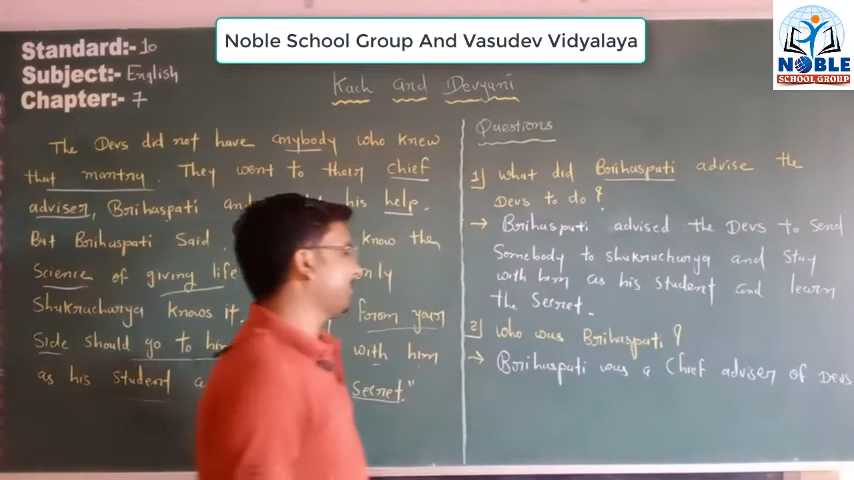 Noble School Group And Vasudev Vidyalaya
NOBLE
SCHOOL GROUP
Standard:- 10
Subject:- English
Chapter:- 7
Kach and Devyani
The Devs did not have anybody who knew
that mantra. They went to their chief
adviser, Brihaspati and his help.
But Brihaspati said. know the
Science of giving life only
Shukracharya knows it. from your
Side should go to him with him
as his student a Secret."
Questions
1] what did Brihaspati advise the
Devs to do?
→ Brihaspati advised the Devs to send
Somebody to Shukracharya and stay
with him as his student and learn
the secret.
2] who was Brihaspati?
→ Brihaspati was a Chief adviser of Devs